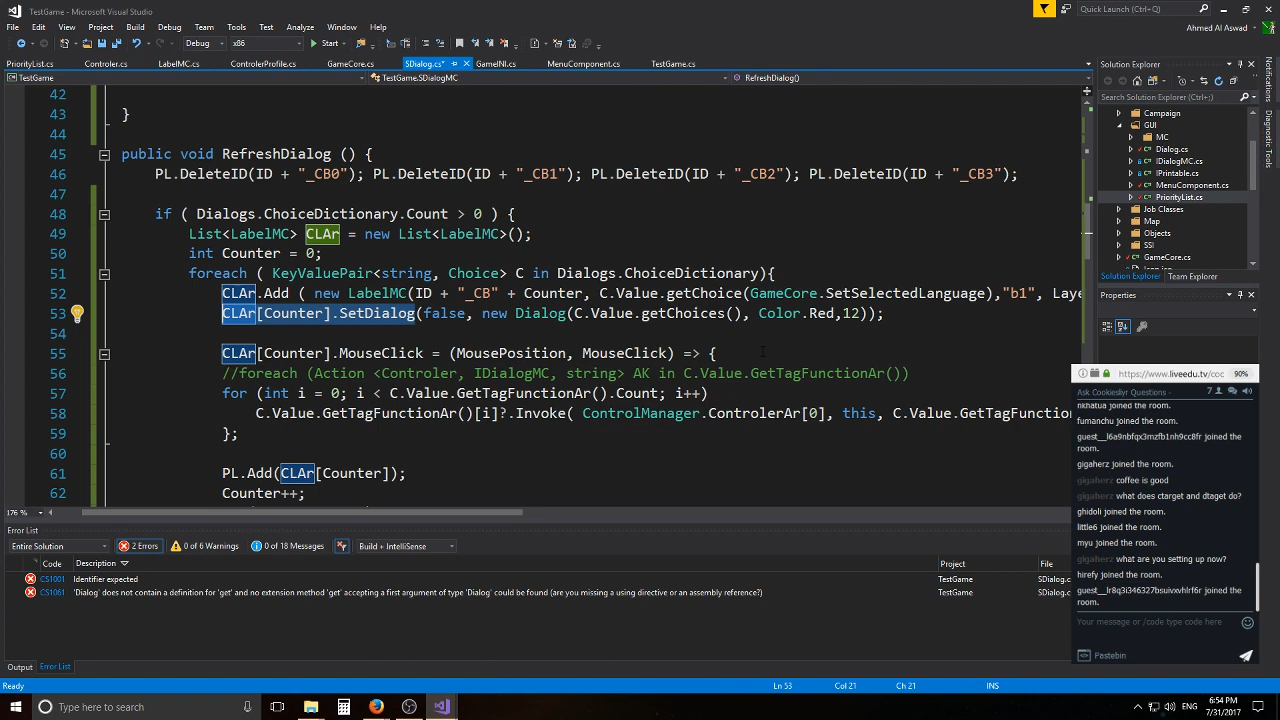 TestGame - Microsoft Visual Studio
Quick Launch (Ctrl+Q)
File Edit View Project Build Debug Team Tools Test Analyze Window Help
Ahmed Al Aswad
Debug x86 Start
PriorityList.cs Controler.cs LabelMC.cs ControlerProfile.cs GameCore.cs SDialog.cs* GameINI.cs MenuComponent.cs TestGame.cs
TestGame TestGame.SDialogMC RefreshDialog()
42
43 }
44
45 public void RefreshDialog () {
46 PL.DeleteID(ID + "_CB0"); PL.DeleteID(ID + "_CB1"); PL.DeleteID(ID + "_CB2"); PL.DeleteID(ID + "_CB3");
47
48 if ( Dialogs.ChoiceDictionary.Count > 0 ) {
49 List<LabelMC> CLAr = new List<LabelMC>();
50 int Counter = 0;
51 foreach ( KeyValuePair<string, Choice> C in Dialogs.ChoiceDictionary){
52 CLAr.Add ( new LabelMC(ID + "_CB" + Counter, C.Value.getChoice(GameCore.SetSelectedLanguage),"b1", Laye
53 CLAr[Counter].SetDialog(false, new Dialog(C.Value.getChoices(), Color.Red,12));
54
55 CLAr[Counter].MouseClick = (MousePosition, MouseClick) => {
56 //foreach (Action <Controler, IDialogMC, string> AK in C.Value.GetTagFunctionAr())
57 for (int i = 0; i < C.Value.GetTagFunctionAr().Count; i++)
58 C.Value.GetTagFunctionAr()[i]?.Invoke( ControlManager.ControlerAr[0], this, C.Value.GetTagFunction
59 };
60
61 PL.Add(CLAr[Counter]);
62 Counter++;
176 %
Error List
Entire Solution 2 Errors 0 of 6 Warnings 0 of 18 Messages Build + IntelliSense
Code Description Project File
CS1001 Identifier expected TestGame SDialog.cs
CS1061 'Dialog' does not contain a definition for 'get' and no extension method 'get' accepting a first argument of type 'Dialog' could be found (are you missing a using directive or an assembly reference?) TestGame SDialog.c
Output Error List
Ready Ln 53 Col 21 Ch 21 INS
Solution Explorer
Search Solution Explorer (Ctrl+;)
Campaign
GUI
MC
Dialog.cs
IDialogMC.cs
IPrintable.cs
MenuComponent.cs
PriorityList.cs
Job Classes
Map
Objects
SSI
GameCore.cs
Icon.ico
Solution Explorer Team Explorer
Properties
Notifications
Diagnostic Tools
https://www.liveedu.tv/coc 90%
Ask Cookieslyr Questions 7
nkhatua joined the room.
fumanchu joined the room.
guest__l6a9nbfqx3mzfb1nh9cc8fr joined the
room.
gigaherz joined the room.
gigaherz coffee is good
gigaherz what does ctarget and dtaget do?
ghidoli joined the room.
little6 joined the room.
myu joined the room.
gigaherz what are you setting up now?
hirefy joined the room.
guest__lr8q3i346327bsuivxvhlrf6r joined the
room.
Your message or /code type code here
Pastebin
Type here to search
ENG
6:54 PM
7/31/2017